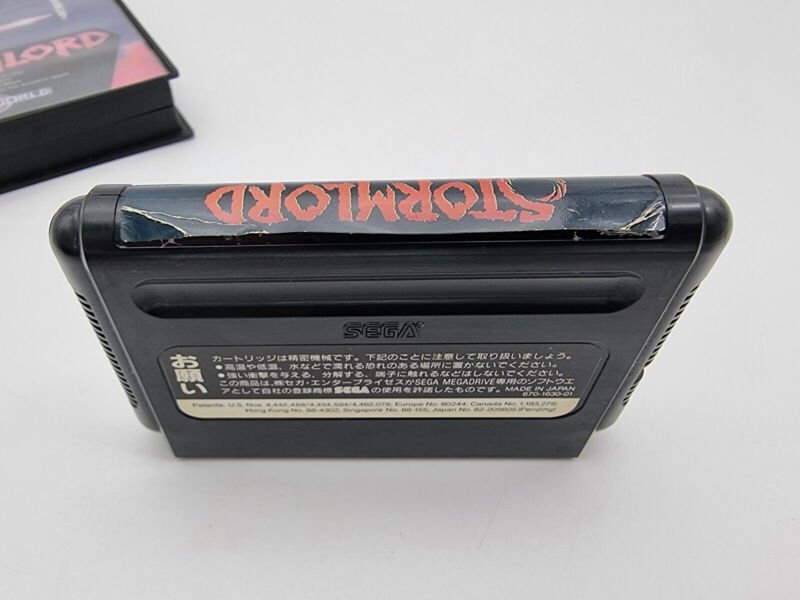 LORD
WORLD
STORMLORD
SEGA
お願い
カートリッジは精密機械です。下記のことに注意して取り扱いましょう。
●高温や低温、水などで濡れる恐れのある場所に置かないでください。
●強い衝撃を与える、分解する、端子に触れるなどはしないでください。
この商品は、㈱セガ・エンタープライゼスがSEGA MEGADRIVE専用のソフトウエ
アとして自社の登録商標SEGAの使用を許諾したものです。MADE IN JAPAN
670-1630-01
Patents: U.S. Nos. 4,442,486/4,454,594/4,462,076; Europe No. 80244; Canada No. 1,183,276;
Hong Kong No. 88-4302; Singapore No. 88-155; Japan No. 82-205605 (Pending)